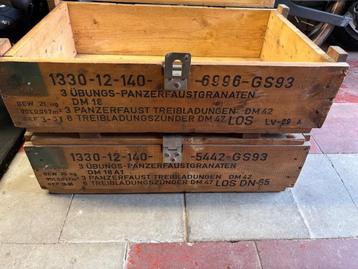 1330-12-140- -6996-GS93
3 ÜBUNGS-PANZERFAUSTGRANATEN
DM 18
3 PANZERFAUST TREIBLADUNGEN DM 42
6 TREIBLADUNGSZÜNDER DM 47 LOS LV-89 A
1330-12-140- -5442-GS93
3 ÜBUNGS-PANZERFAUSTGRANATEN
DM 18 A1
3 PANZERFAUST TREIBLADUNGEN DM 42
6 TREIBLADUNGSZÜNDER DM 47 LOS DN-65